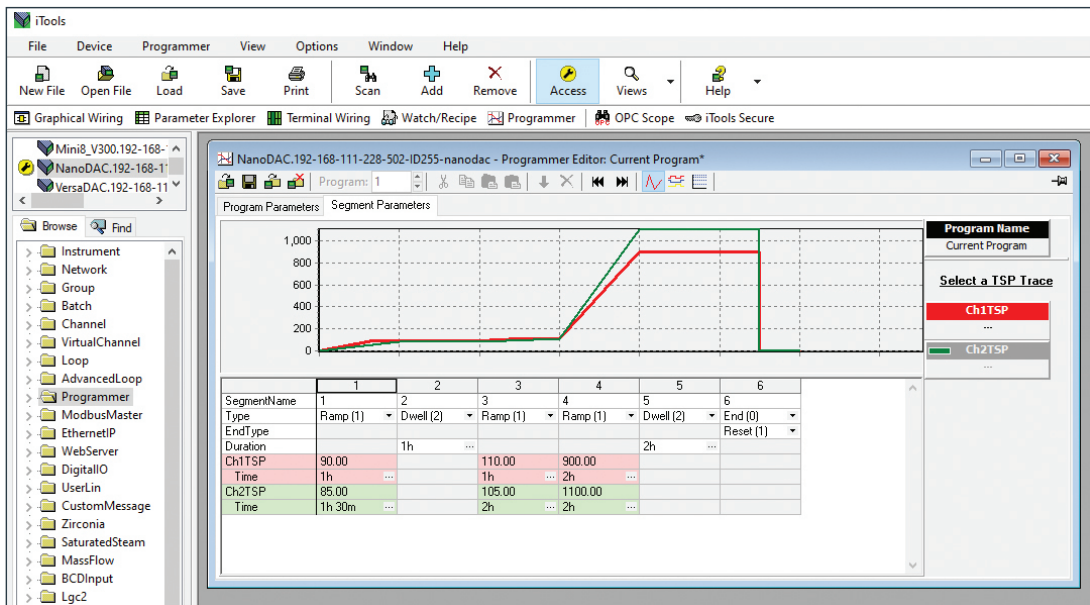 iTools
File Device Programmer View Options Window Help
New File Open File Load Save Print Scan Add Remove Access Views Help
Graphical Wiring Parameter Explorer Terminal Wiring Watch/Recipe Programmer OPC Scope iTools Secure
Mini8_V300.192-168-
NanoDAC.192-168-11
VersaDAC.192-168-11
Browse Find
Instrument
Network
Group
Batch
Channel
VirtualChannel
Loop
AdvancedLoop
Programmer
ModbusMaster
EthernetIP
WebServer
DigitalIO
UserLin
CustomMessage
Zirconia
SaturatedSteam
MassFlow
BCDInput
Lgc2
NanoDAC.192-168-111-228-502-ID255-nanodac - Programmer Editor: Current Program*
Program: 1
Program Parameters Segment Parameters
1,000
800
600
400
200
0
Program Name
Current Program
Select a TSP Trace
Ch1TSP
...
Ch2TSP
...
1 2 3 4 5 6
SegmentName 1 2 3 4 5 6
Type Ramp (1) Dwell (2) Ramp (1) Ramp (1) Dwell (2) End (0)
EndType Reset (1)
Duration 1h ... 2h ...
Ch1TSP 90.00 110.00 900.00
Time 1h ... 1h ... 2h ...
Ch2TSP 85.00 105.00 1100.00
Time 1h 30m ... 2h ... 2h ...